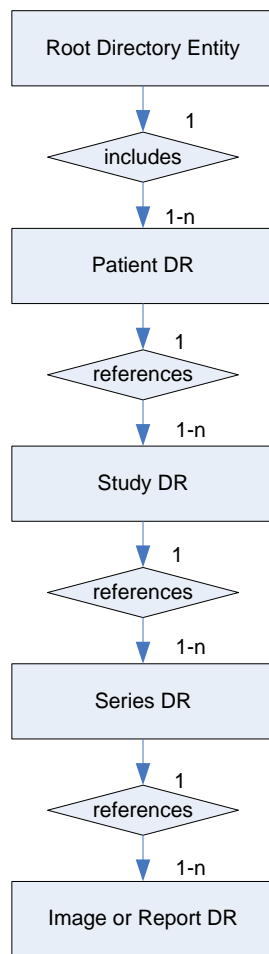 Root Directory Entity
1
includes
1-n
Patient DR
1
references
1-n
Study DR
1
references
1-n
Series DR
1
references
1-n
Image or Report DR